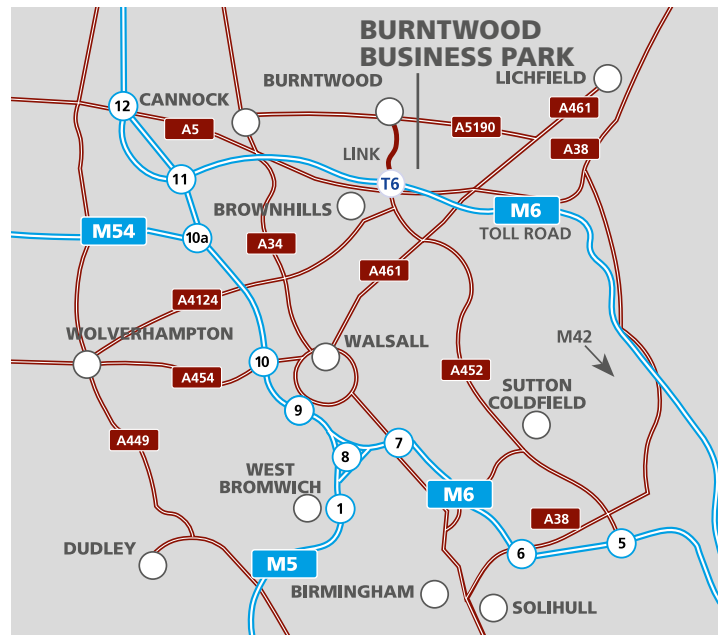 BURNTWOOD
BUSINESS PARK
BURNTWOOD
LICHFIELD
12
CANNOCK
A461
A5
A5190
LINK
A38
11
T6
BROWNHILLS
M6
TOLL ROAD
M54
10a
A34
A461
A4124
WOLVERHAMPTON
WALSALL
M42
10
A454
A452
SUTTON
COLDFIELD
9
A449
7
8
WEST
BROMWICH
M6
1
A38
5
6
DUDLEY
M5
BIRMINGHAM
SOLIHULL